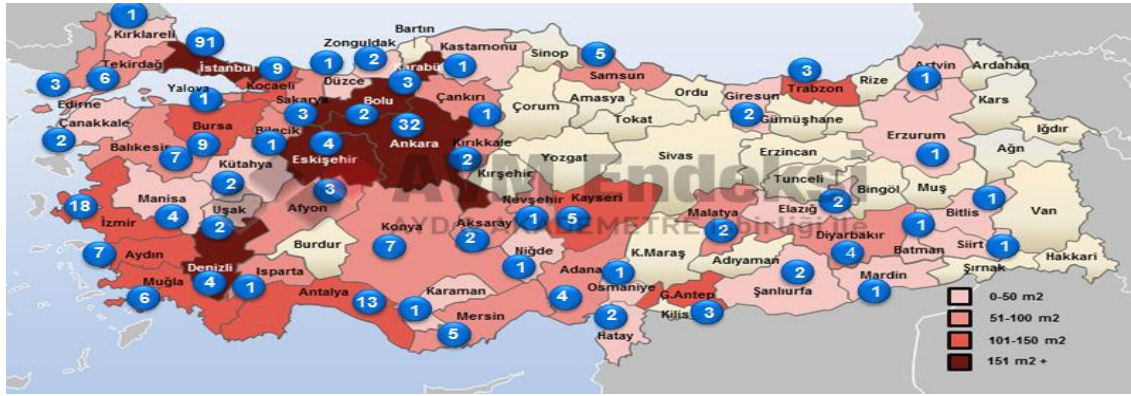 1
Kırklareli
91
Tekirdağ
İstanbul
3
6
Edirne
9
Kocaeli
Yalova
1
1
Düzce
Zonguldak
2
Bartın
Karabük
3
Kastamonu
1
Sinop
5
Samsun
3
Trabzon
Rize
Artvin
1
Ardahan
Kars
Çanakkale
2
Balıkesir
7
Bursa
9
Bilecik
1
Sakarya
3
Bolu
2
Çankırı
1
Ankara
32
Eskişehir
4
Kırıkkale
2
Çorum
Amasya
Tokat
Ordu
Giresun
2
Gümüşhane
Erzurum
1
Iğdır
Ağrı
Kütahya
2
Kırşehir
Yozgat
Sivas
Erzincan
Tunceli
Bingöl
Muş
Manisa
4
Uşak
2
Afyon
3
AVM Endeksi
İzmir
18
Konya
7
Aksaray
2
Nevşehir
1
Kayseri
5
Malatya
2
Elazığ
2
Bitlis
1
Van
Diyarbakır
4
Batman
1
Siirt
1
Aydın
7
Denizli
4
Burdur
Isparta
1
Niğde
1
K.Maraş
Adıyaman
Mardin
1
Şırnak
Hakkari
Muğla
6
Antalya
13
Karaman
1
Mersin
5
Adana
4
Osmaniye
1
Hatay
2
G.Antep
3
Kilis
Şanlıurfa
2
0-50 m2
51-100 m2
101-150 m2
151 m2 +